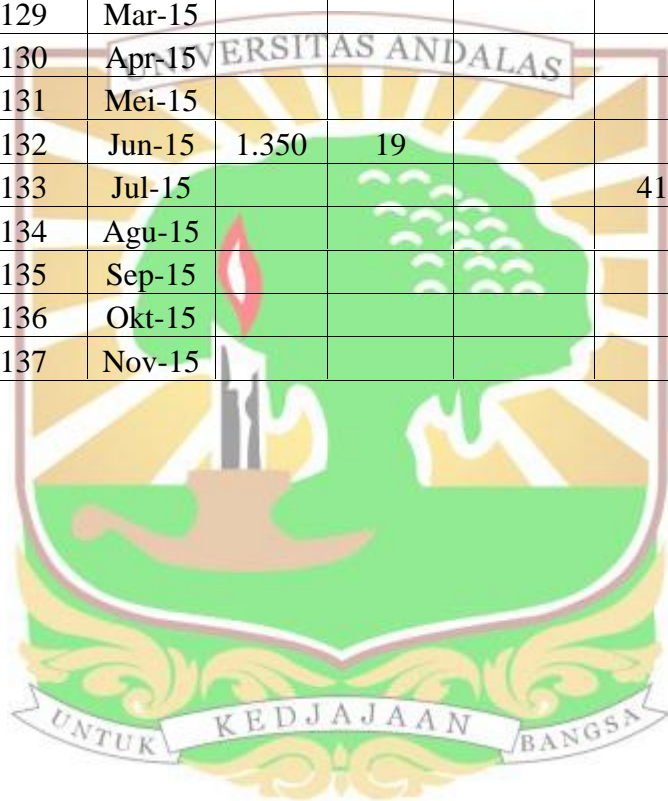 129 Mar-15
UNIVERSITAS ANDALAS
130 Apr-15
131 Mei-15
132 Jun-15 1.350 19
133 Jul-15 41
134 Agu-15
135 Sep-15
136 Okt-15
137 Nov-15
UNTUK KEDJAJAAN BANGSA